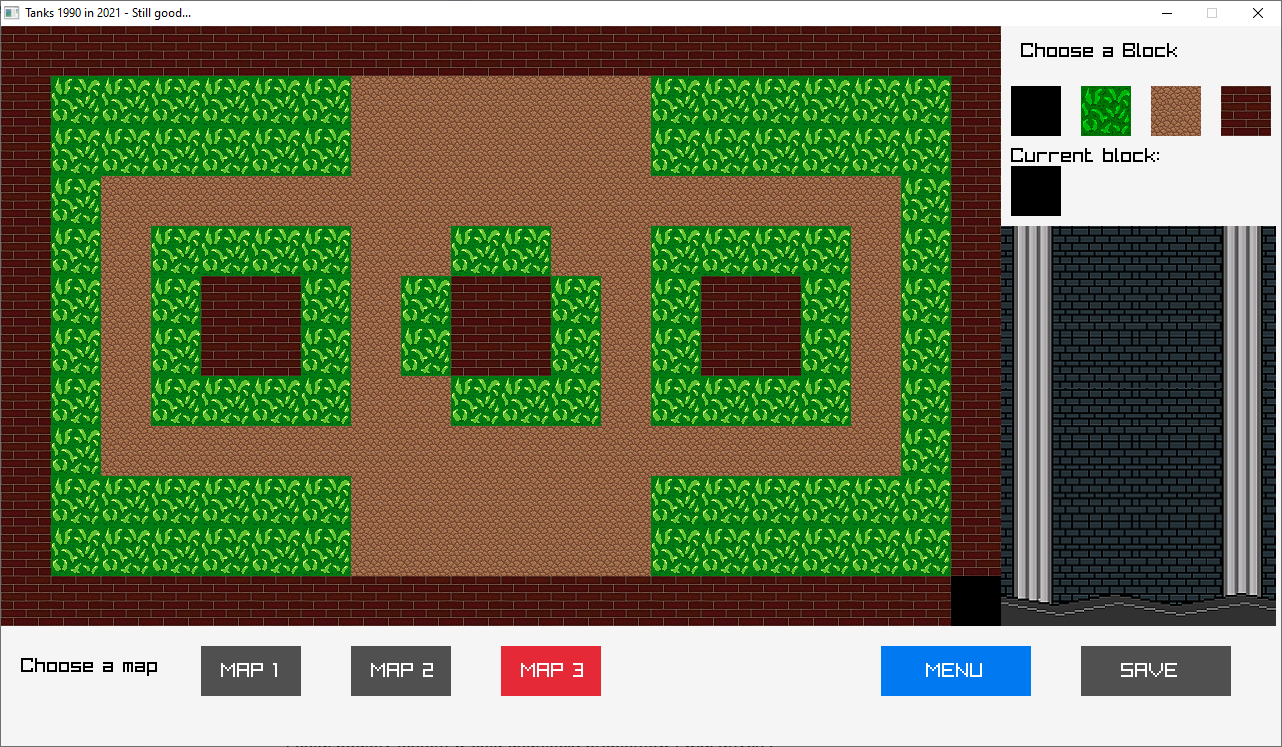 Tanks 1990 in 2021 - Still good...
Choose a Block
Current block:
Choose a map
MAP 1
MAP 2
MAP 3
MENU
SAVE